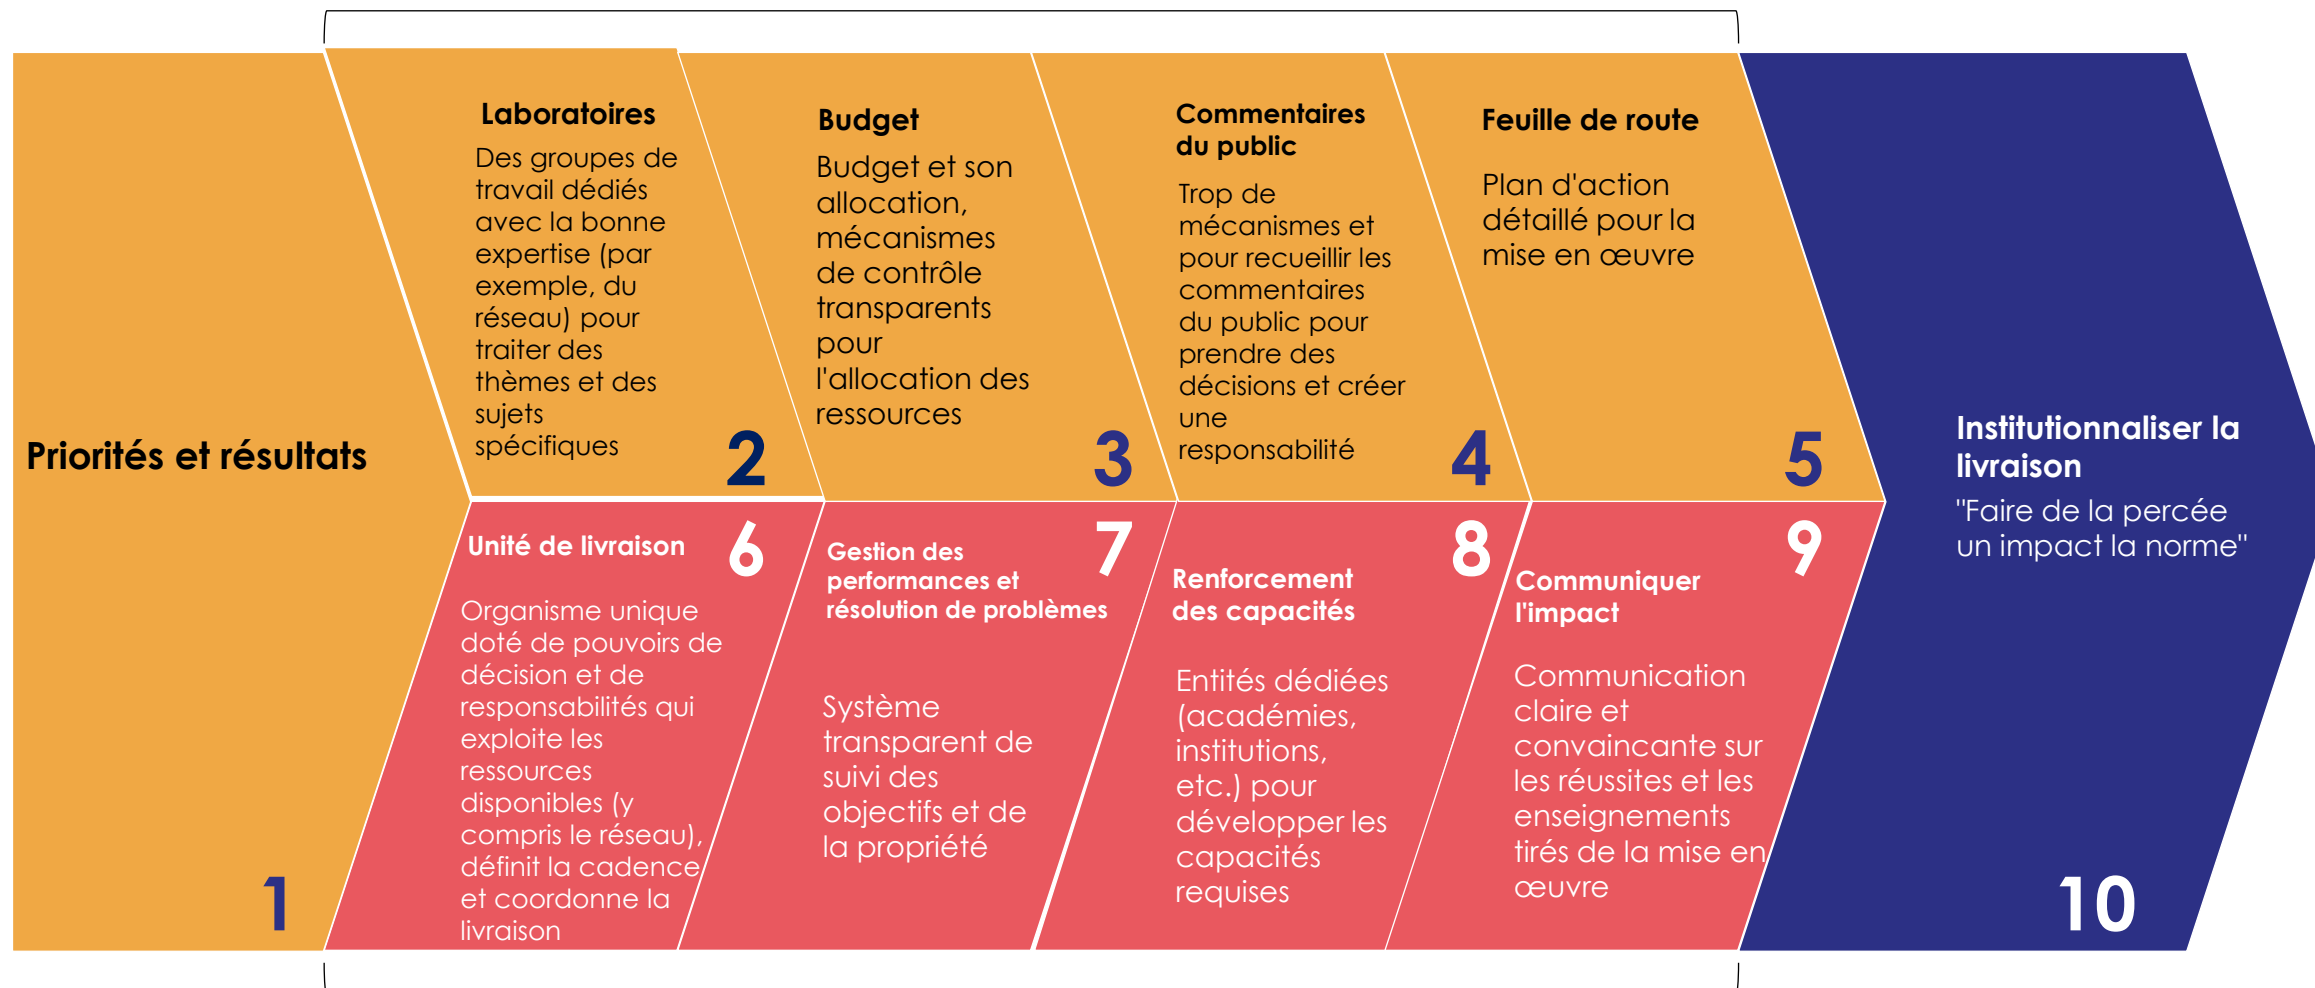 Priorités et résultats
1
Laboratoires
Des groupes de
travail dédiés
avec la bonne
expertise (par
exemple, du
réseau) pour
traiter des
thèmes et des
sujets
spécifiques
2
Budget
Budget et son
allocation,
mécanismes
de contrôle
transparents
pour
l'allocation des
ressources
3
Commentaires
du public
Trop de
mécanismes et
pour recueillir les
commentaires
du public pour
prendre des
décisions et créer
une
responsabilité
4
Feuille de route
Plan d'action
détaillé pour la
mise en œuvre
5
Unité de livraison
6
Organisme unique
doté de pouvoirs de
décision et de
responsabilités qui
exploite les
ressources
disponibles (y
compris le réseau),
définit la cadence
et coordonne la
livraison
Gestion des
performances et
résolution de problèmes
7
Système
transparent de
suivi des
objectifs et de
la propriété
Renforcement
des capacités
8
Entités dédiées
(académies,
institutions,
etc.) pour
développer les
capacités
requises
Communiquer
l'impact
9
Communication
claire et
convaincante sur
les réussites et les
enseignements
tirés de la mise en
œuvre
Institutionnaliser la
livraison
"Faire de la percée
un impact la norme"
10